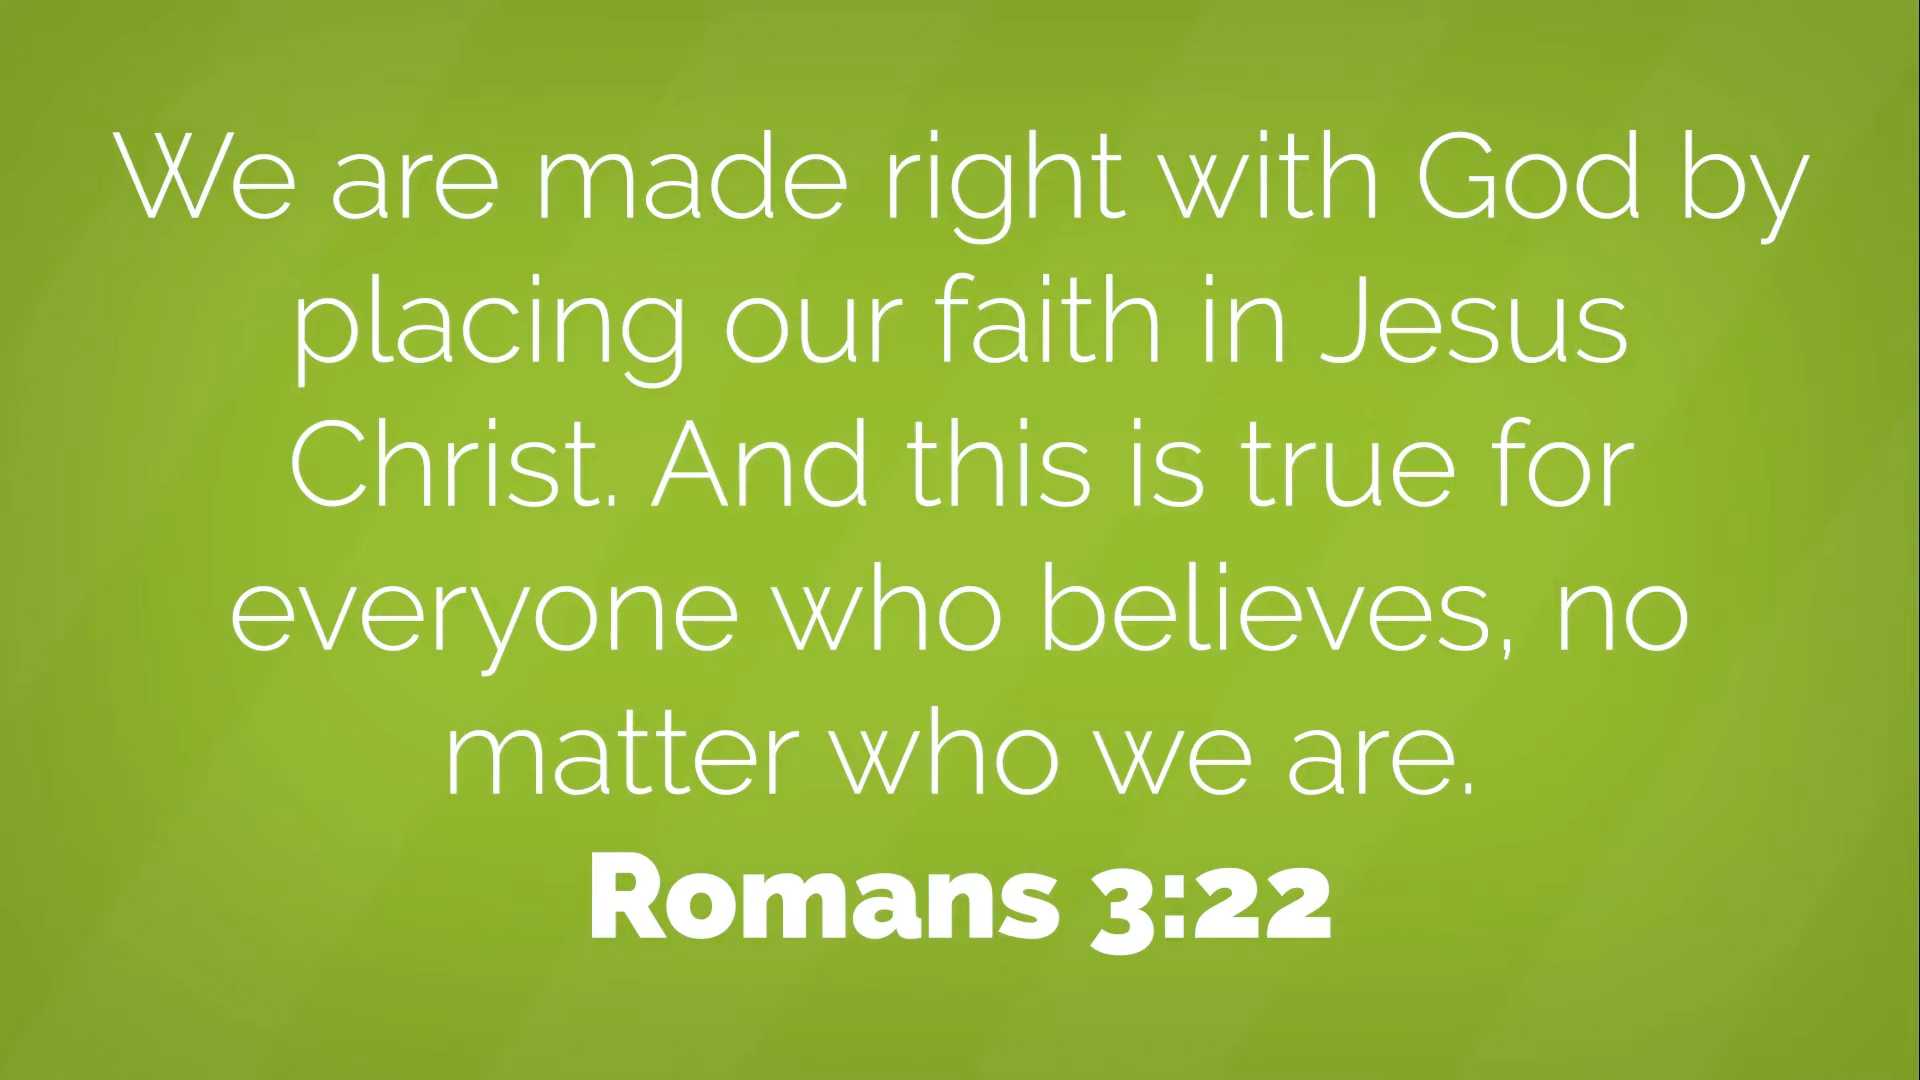 We are made right with God by
placing our faith in Jesus
Christ. And this is true for
everyone who believes, no
matter who we are.
Romans 3:22